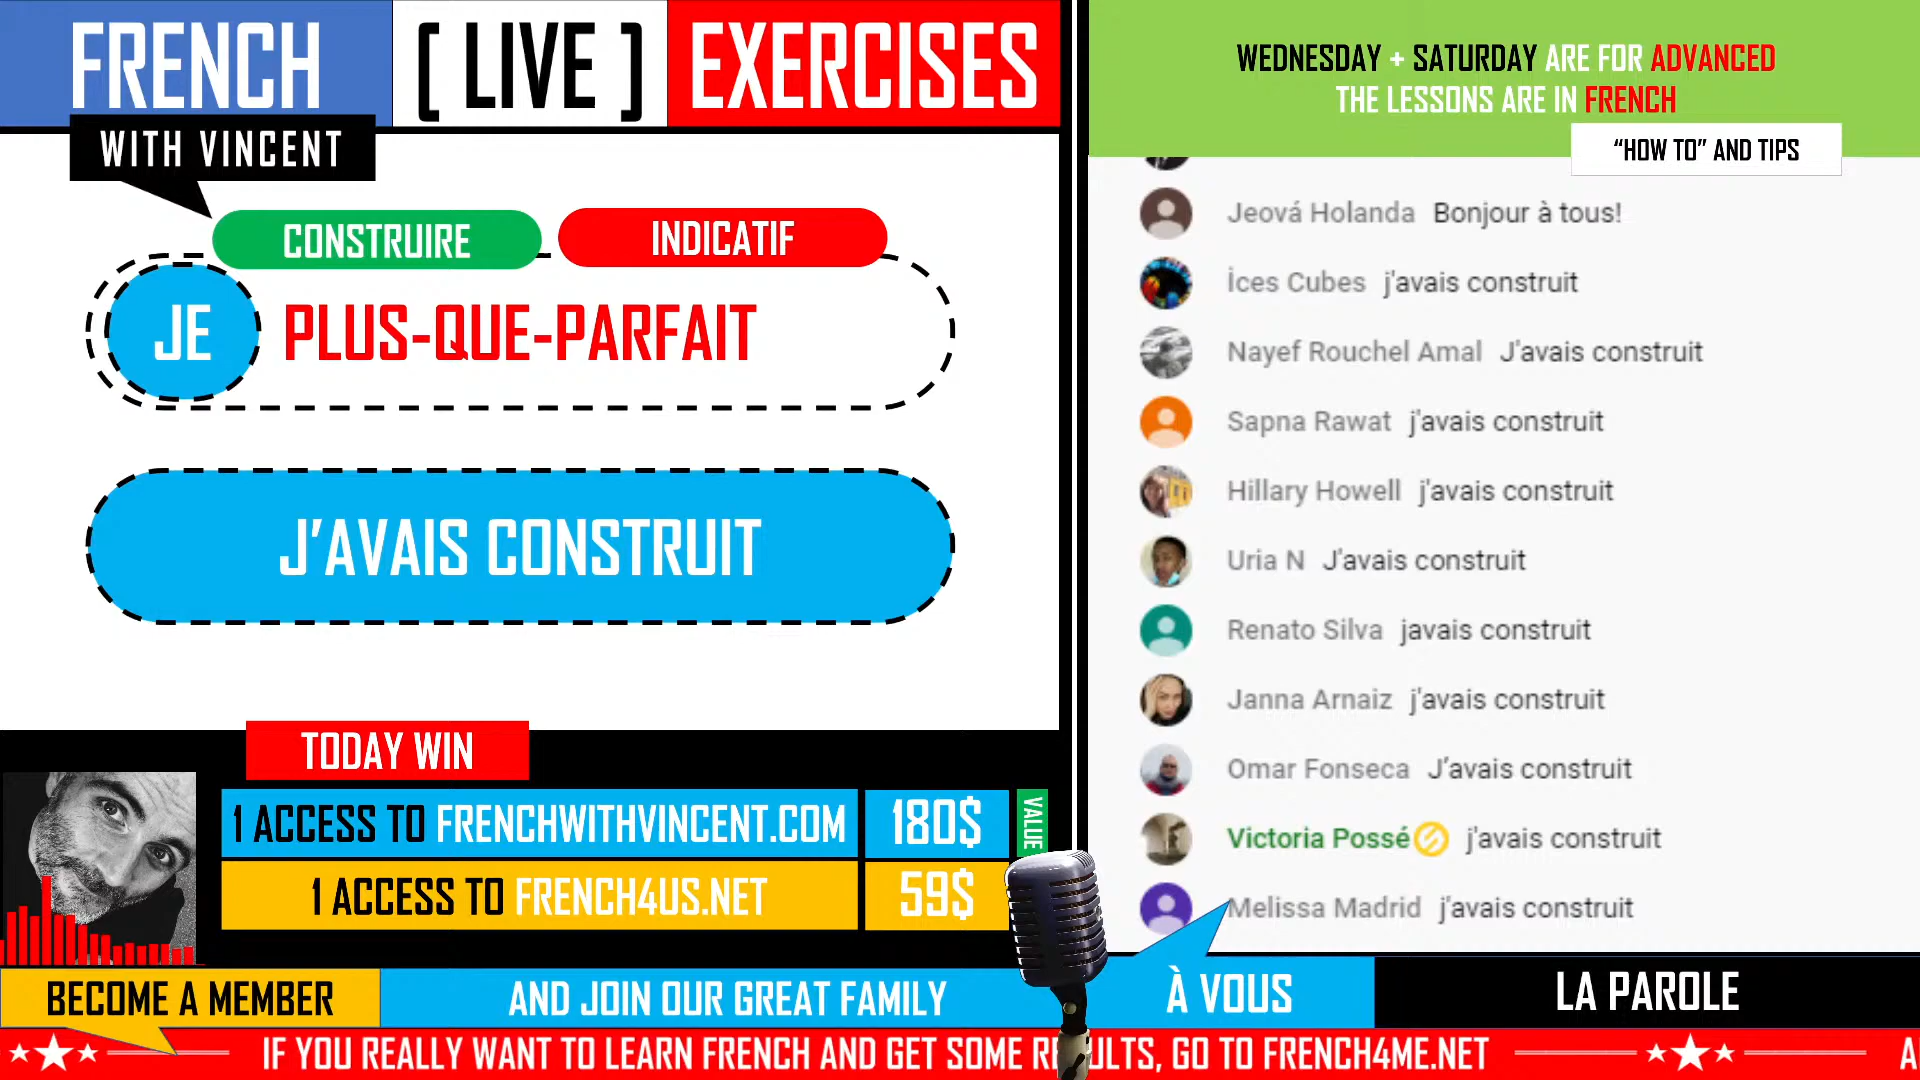 FRENCH [ LIVE ] EXERCISES
WITH VINCENT
CONSTRUIRE
INDICATIF
JE
PLUS-QUE-PARFAIT
J'AVAIS CONSTRUIT
TODAY WIN
1 ACCESS TO FRENCHWITHVINCENT.COM 180$
VALUE
1 ACCESS TO FRENCH4US.NET 59$
BECOME A MEMBER
AND JOIN OUR GREAT FAMILY
WEDNESDAY + SATURDAY ARE FOR ADVANCED
THE LESSONS ARE IN FRENCH
“HOW TO” AND TIPS
Jeová Holanda Bonjour à tous!
İces Cubes j'avais construit
Nayef Rouchel Amal J'avais construit
Sapna Rawat j'avais construit
Hillary Howell j'avais construit
Uria N J'avais construit
Renato Silva javais construit
Janna Arnaiz j'avais construit
Omar Fonseca J’avais construit
Victoria Possé j'avais construit
Melissa Madrid j'avais construit
À VOUS
LA PAROLE
IF YOU REALLY WANT TO LEARN FRENCH AND GET SOME R ULTS, GO TO FRENCH4ME.NET